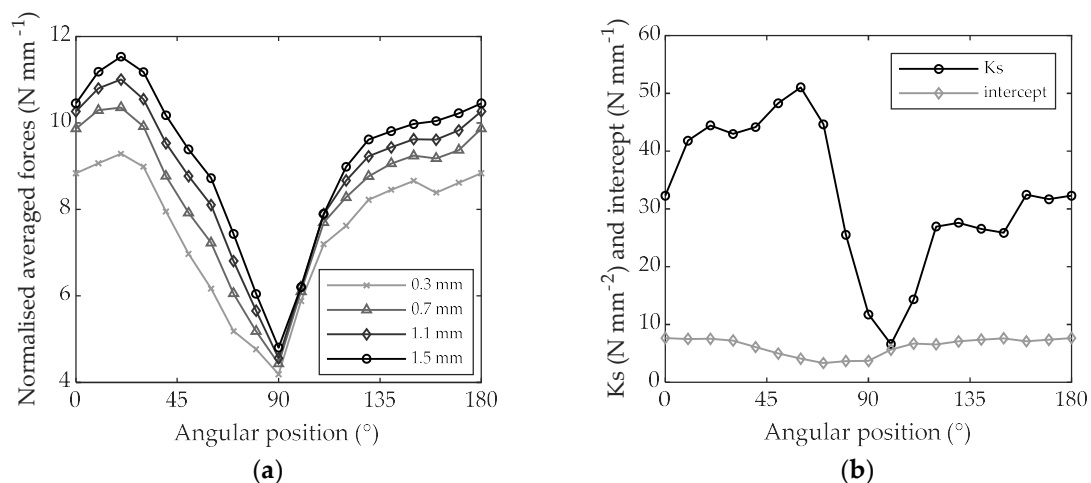 (a)
Normalised averaged forces (N mm⁻¹)
12
10
8
6
4
0.3 mm
0.7 mm
1.1 mm
1.5 mm
0 45 90 135 180
Angular position (°)
(b)
Ks (N mm⁻²) and intercept (N mm⁻¹)
60
50
40
30
20
10
0
Ks
intercept
0 45 90 135 180
Angular position (°)